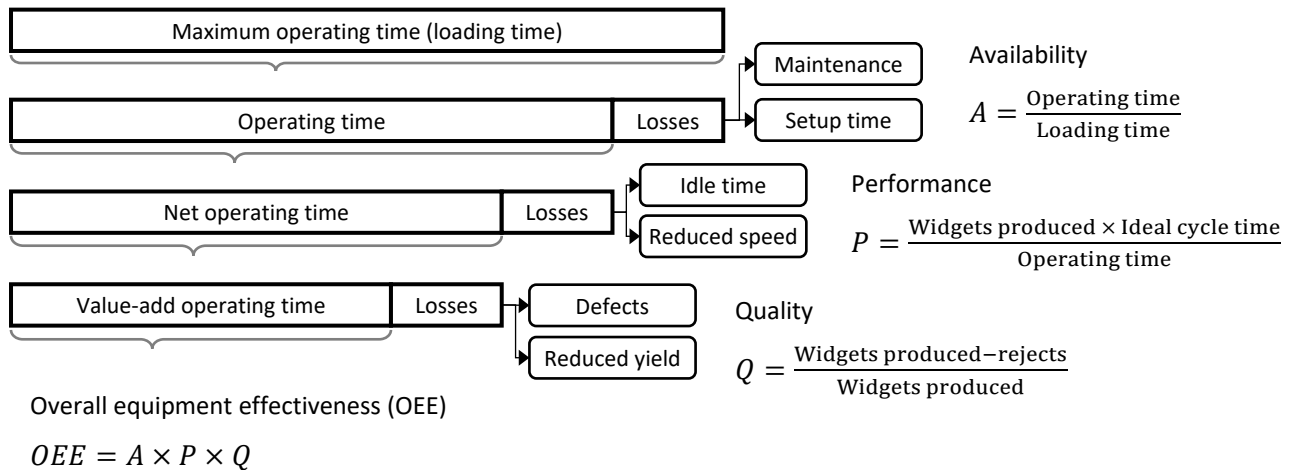 Maximum operating time (loading time)
Maintenance
Availability
Operating time
Losses
Setup time
A = Operating time / Loading time
Net operating time
Losses
Idle time
Reduced speed
Performance
P = Widgets produced × Ideal cycle time / Operating time
Value-add operating time
Losses
Defects
Reduced yield
Quality
Q = Widgets produced−rejects / Widgets produced
Overall equipment effectiveness (OEE)
OEE = A × P × Q